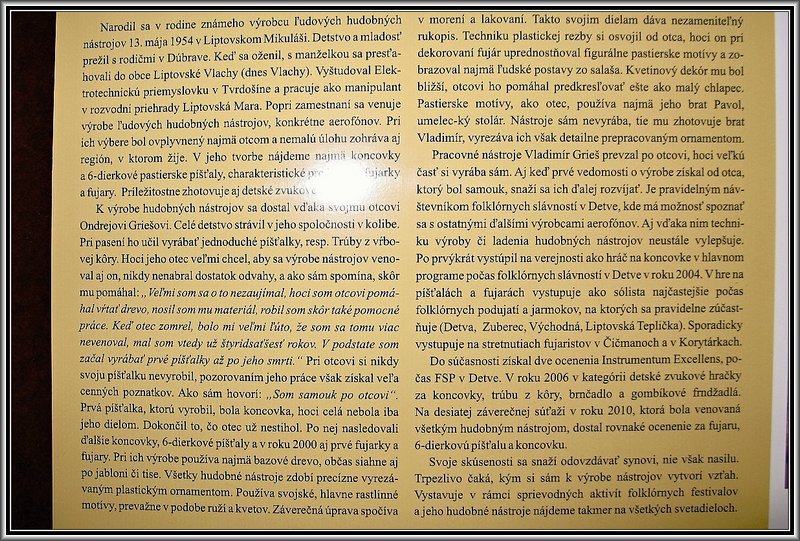 Narodil sa v rodine známeho výrobcu ľudových hudobných
nástrojov 13. mája 1954 v Liptovskom Mikuláši. Detstvo a mladosť
prežil s rodičmi v Dúbrave. Keď sa oženil, s manželkou sa presťa-
hovali do obce Liptovské Vlachy (dnes Vlachy). Vyštudoval Elek-
trotechnickú priemyslovku v Tvrdošíne a pracuje ako manipulant
v rozvodni priehrady Liptovská Mara. Popri zamestnaní sa venuje
výrobe ľudových hudobných nástrojov, konkrétne aerofónov. Pri
ich výbere bol ovplyvnený najmä otcom a nemalú úlohu zohráva aj
región, v ktorom žije. V jeho tvorbe nájdeme najmä koncovky
a 6-dierkové pastierske píšťaly, charakteristické fujarky
a fujary. Príležitostne zhotovuje aj detské zvukové
K výrobe hudobných nástrojov sa dostal vďaka svojmu otcovi
Ondrejovi Griešovi. Celé detstvo strávil v jeho spoločnosti v kolibe.
Pri pasení ho učil vyrábať jednoduché píšťalky, resp. Trúby z vŕbo-
vej kôry. Hoci jeho otec veľmi chcel, aby sa výrobe nástrojov veno-
val aj on, nikdy nenabral dostatok odvahy, a ako sám spomína, skôr
mu pomáhal: „Veľmi som sa o to nezaujímal, hoci som otcovi pomá-
hal vŕtať drevo, nosil som mu materiál, robil som skôr také pomocné
práce. Keď otec zomrel, bolo mi veľmi ľúto, že som sa tomu viac
nevenoval, mal som vtedy už štyridsaťšesť rokov. V podstate som
začal vyrábať prvé píšťalky až po jeho smrti.“ Pri otcovi si nikdy
svoju píšťalku nevyrobil, pozorovaním jeho práce však získal veľa
cenných poznatkov. Ako sám hovorí: „Som samouk po otcovi“.
Prvá píšťalka, ktorú vyrobil, bola koncovka, hoci celá nebola iba
jeho dielom. Dokončil to, čo otec už nestihol. Po nej nasledovali
ďalšie koncovky, 6-dierkové píšťaly a v roku 2000 aj prvé fujarky a
fujary. Pri ich výrobe používa najmä bazové drevo, občas siahne aj
po jabloni či tise. Všetky hudobné nástroje zdobí precízne vyrezá-
vaným plastickým ornamentom. Používa svojské, hlavne rastlinné
motívy, prevažne v podobe ruží a kvetov. Záverečná úprava spočíva
v morení a lakovaní. Takto svojim dielam dáva nezameniteľný
rukopis. Techniku plastickej rezby si osvojil od otca, hoci on pri
dekorovaní fujár uprednostňoval figurálne pastierske motívy a zo-
brazoval najmä ľudské postavy zo salaša. Kvetinový dekór mu bol
bližší, otcovi ho pomáhal predkresľovať ešte ako malý chlapec.
Pastierske motívy, ako otec, používa najmä jeho brat Pavol,
umelec-ký stolár. Nástroje sám nevyrába, tie mu zhotovuje brat
Vladimír, vyrezáva ich však detailne prepracovaným ornamentom.
Pracovné nástroje Vladimír Grieš prevzal po otcovi, hoci veľkú
časť si vyrába sám. Aj keď prvé vedomosti o výrobe získal od otca,
ktorý bol samouk, snaží sa ich ďalej rozvíjať. Je pravidelným náv-
števníkom folklórnych slávností v Detve, kde má možnosť spoznať
sa s ostatnými ďalšími výrobcami aerofónov. Aj vďaka nim techni-
ku výroby či ladenia hudobných nástrojov neustále vylepšuje.
Po prvýkrát vystúpil na verejnosti ako hráč na koncovke v hlavnom
programe počas folklórnych slávností v Detve v roku 2004. V hre na
píšťalách a fujarách vystupuje ako sólista najčastejšie počas
folklórnych podujatí a jarmokov, na ktorých sa pravidelne zúčast-
ňuje (Detva, Zuberec, Východná, Liptovská Teplička). Sporadicky
vystupuje na stretnutiach fujaristov v Čičmanoch a v Korytárkach.
Do súčasnosti získal dve ocenenia Instrumentum Excellens, po-
čas FSP v Detve. V roku 2006 v kategórii detské zvukové hračky
za koncovky, trúbu z kôry, brnčadlo a gombíkové frndžadlá.
Na desiatej záverečnej súťaži v roku 2010, ktorá bola venovaná
všetkým hudobným nástrojom, dostal rovnaké ocenenie za fujaru,
6-dierkovú píšťalu a koncovku.
Svoje skúsenosti sa snaží odovzdávať synovi, nie však nasilu.
Trpezlivo čaká, kým si sám k výrobe nástrojov vytvorí vzťah.
Vystavuje v rámci sprievodných aktivít folklórnych festivalov
a jeho hudobné nástroje nájdeme takmer na všetkých svetadieloch.